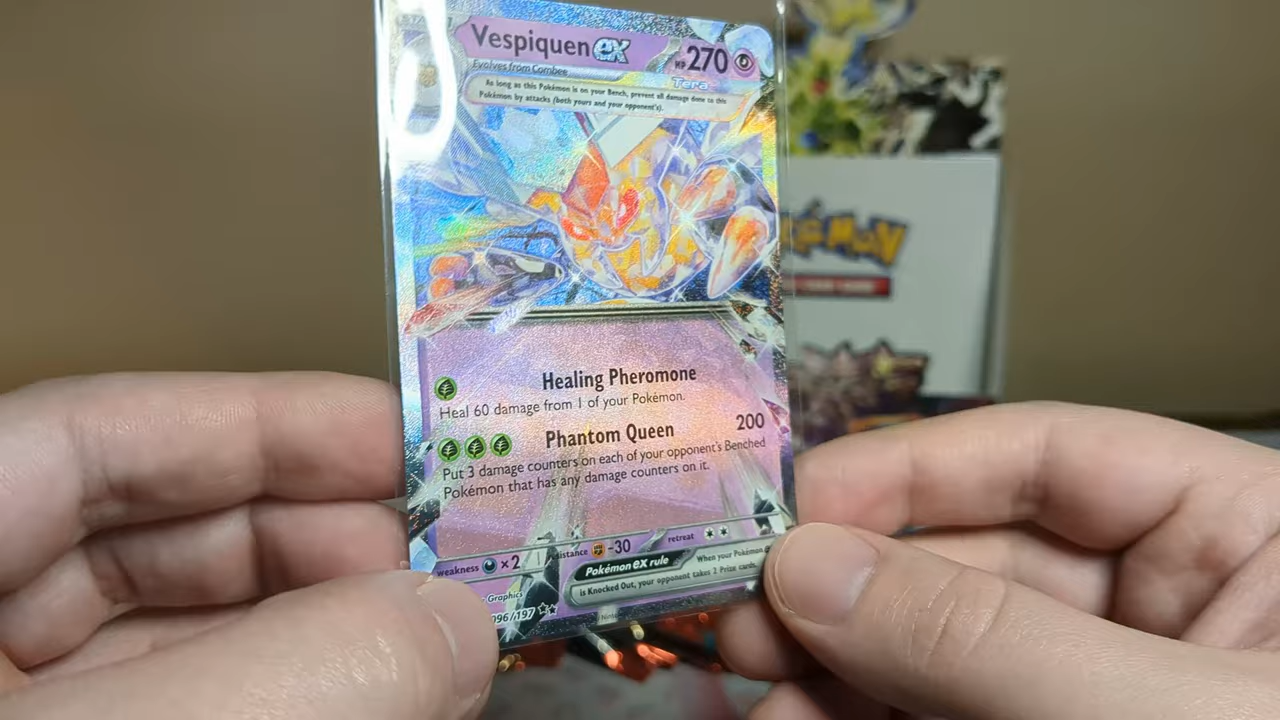 Vespiquen ex HP 270
Evolves from Combee
Tera
As long as this Pokémon is on your Bench, prevent all damage done to this
Pokémon by attacks (both yours and your opponent's).
Healing Pheromone
Heal 60 damage from 1 of your Pokémon.
Phantom Queen 200
Put 3 damage counters on each of your opponent's Benched
Pokémon that has any damage counters on it.
weakness ×2 -30 retreat
Pokémon ex rule When your Pokémon
is Knocked Out, your opponent takes 2 Prize cards.
Graphics
096/197